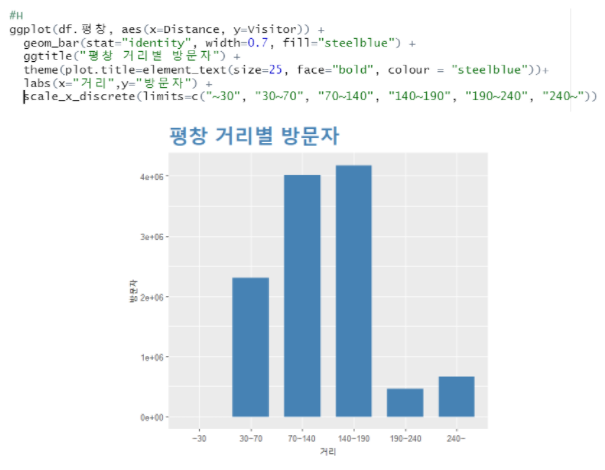 #H
ggplot(df.평창, aes(x=Distance, y=Visitor)) +
geom_bar(stat="identity", width=0.7, fill="steelblue") +
ggtitle("평창 거리별 방문자") +
theme(plot.title=element_text(size=25, face="bold", colour = "steelblue"))+
labs(x="거리",y="방문자") +
scale_x_discrete(limits=c("~30", "30~70", "70~140", "140~190", "190~240", "240~"))
평창 거리별 방문자
4e+06
3e+06
방문자
2e+06
1e+06
0e+00
~30 30~70 70~140 140~190 190~240 240~
거리